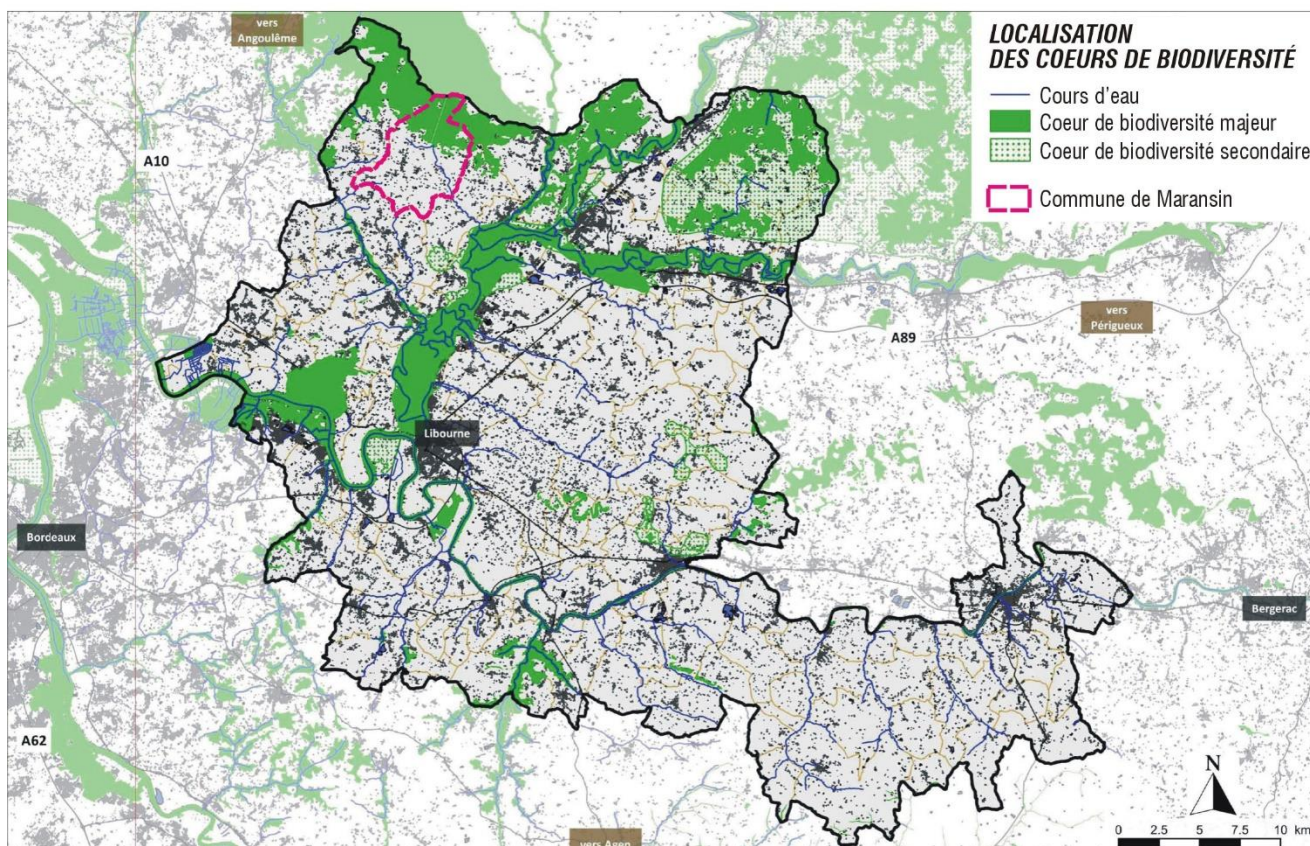 LOCALISATION
DES COEURS DE BIODIVERSITÉ
Cours d'eau
Coeur de biodiversité majeur
Coeur de biodiversité secondaire
Commune de Maransin
vers
Angoulême
A10
vers
Périgueux
A89
Libourne
Bordeaux
Bergerac
A62
vers Agen
N
0 2.5 5 7.5 10 km